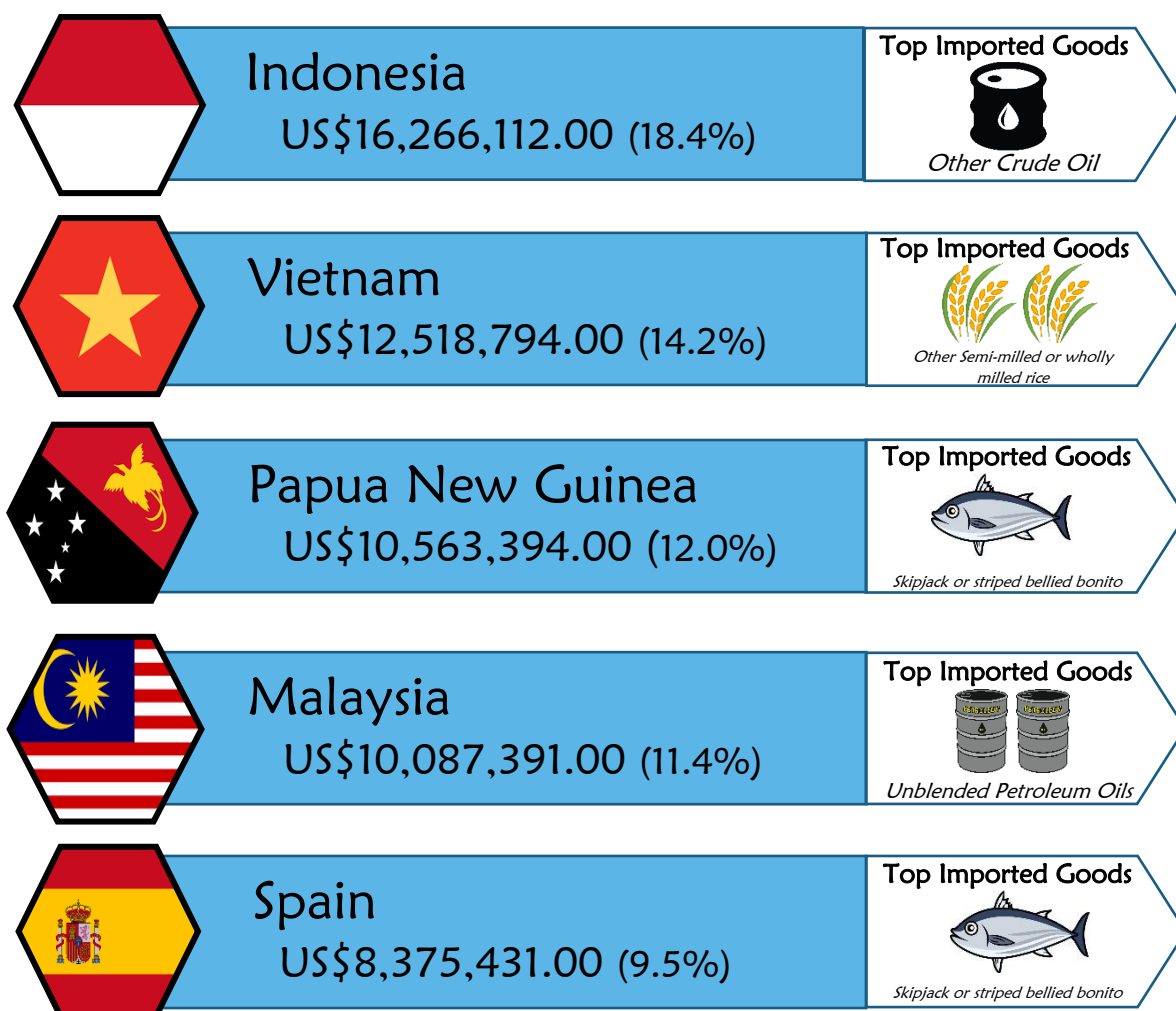 Indonesia
US$16,266,112.00 (18.4%)
Top Imported Goods
Other Crude Oil
Vietnam
US$12,518,794.00 (14.2%)
Top Imported Goods
Other Semi-milled or wholly
milled rice
Papua New Guinea
US$10,563,394.00 (12.0%)
Top Imported Goods
Skipjack or striped bellied bonito
Malaysia
US$10,087,391.00 (11.4%)
Top Imported Goods
Unblended Petroleum Oils
Spain
US$8,375,431.00 (9.5%)
Top Imported Goods
Skipjack or striped bellied bonito